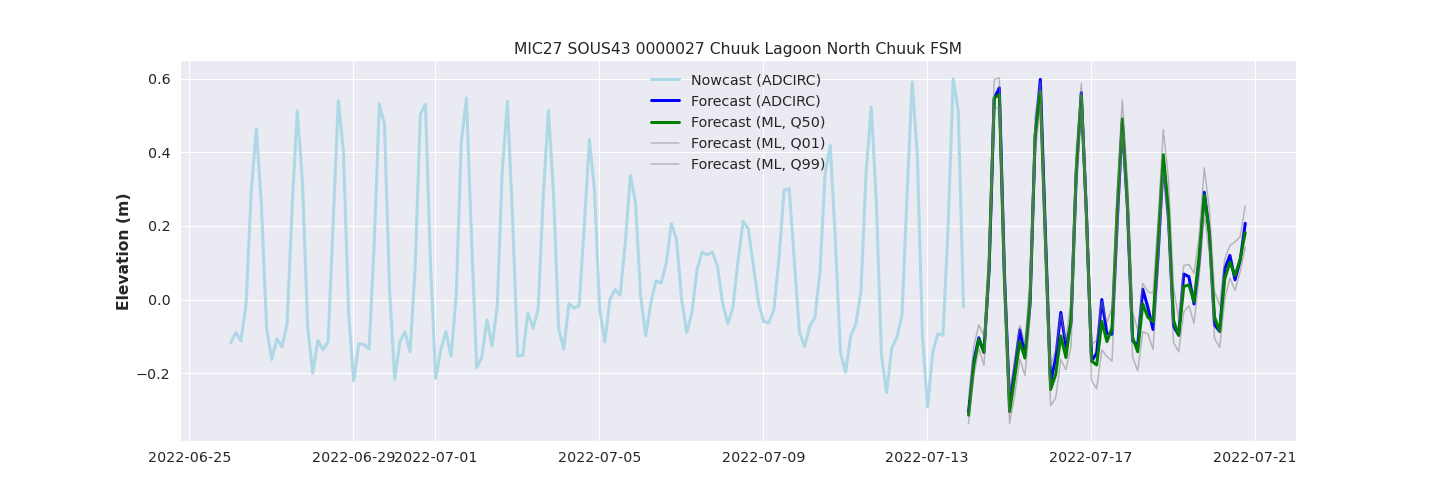 MIC27 SOUS43 0000027 Chuuk Lagoon North Chuuk FSM
Elevation (m)
0.6
0.4
0.2
0.0
−0.2
Nowcast (ADCIRC)
Forecast (ADCIRC)
Forecast (ML, Q50)
Forecast (ML, Q01)
Forecast (ML, Q99)
2022-06-25 2022-06-29 2022-07-01 2022-07-05 2022-07-09 2022-07-13 2022-07-17 2022-07-21